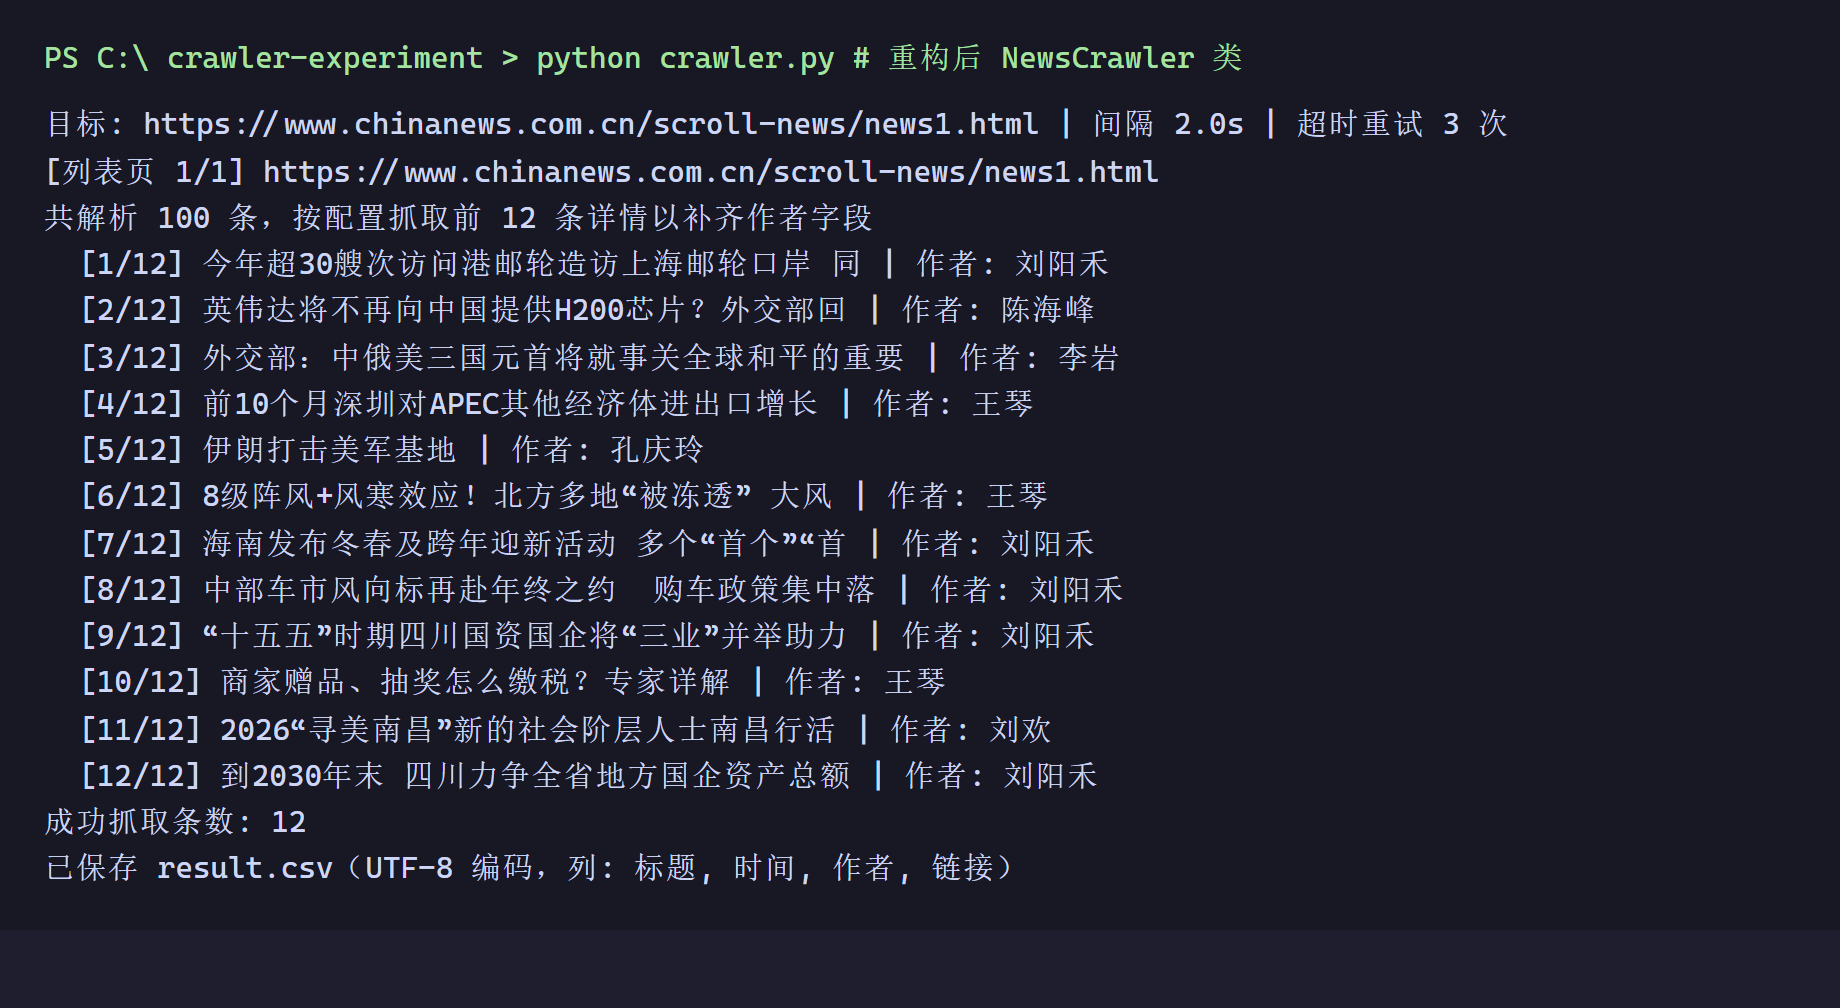 PS C:\ crawler-experiment > python crawler.py # 重构后 NewsCrawler 类
目标: https://www.chinanews.com.cn/scroll-news/news1.html | 间隔 2.0s | 超时重试 3 次
[列表页 1/1] https://www.chinanews.com.cn/scroll-news/news1.html
共解析 100 条，按配置抓取前 12 条详情以补齐作者字段
[1/12] 今年超30艘次访问港邮轮造访上海邮轮口岸 同 | 作者: 刘阳禾
[2/12] 英伟达将不再向中国提供H200芯片？外交部回 | 作者: 陈海峰
[3/12] 外交部：中俄美三国元首将就事关全球和平的重要 | 作者: 李岩
[4/12] 前10个月深圳对APEC其他经济体进出口增长 | 作者: 王琴
[5/12] 伊朗打击美军基地 | 作者: 孔庆玲
[6/12] 8级阵风+风寒效应！北方多地“被冻透” 大风 | 作者: 王琴
[7/12] 海南发布冬春及跨年迎新活动 多个“首个”“首 | 作者: 刘阳禾
[8/12] 中部车市风向标再赴年终之约  购车政策集中落 | 作者: 刘阳禾
[9/12] “十五五”时期四川国资国企将“三业”并举助力 | 作者: 刘阳禾
[10/12] 商家赠品、抽奖怎么缴税？专家详解 | 作者: 王琴
[11/12] 2026“寻美南昌”新的社会阶层人士南昌行活 | 作者: 刘欢
[12/12] 到2030年末 四川力争全省地方国企资产总额 | 作者: 刘阳禾
成功抓取条数: 12
已保存 result.csv（UTF-8 编码，列: 标题, 时间, 作者, 链接）